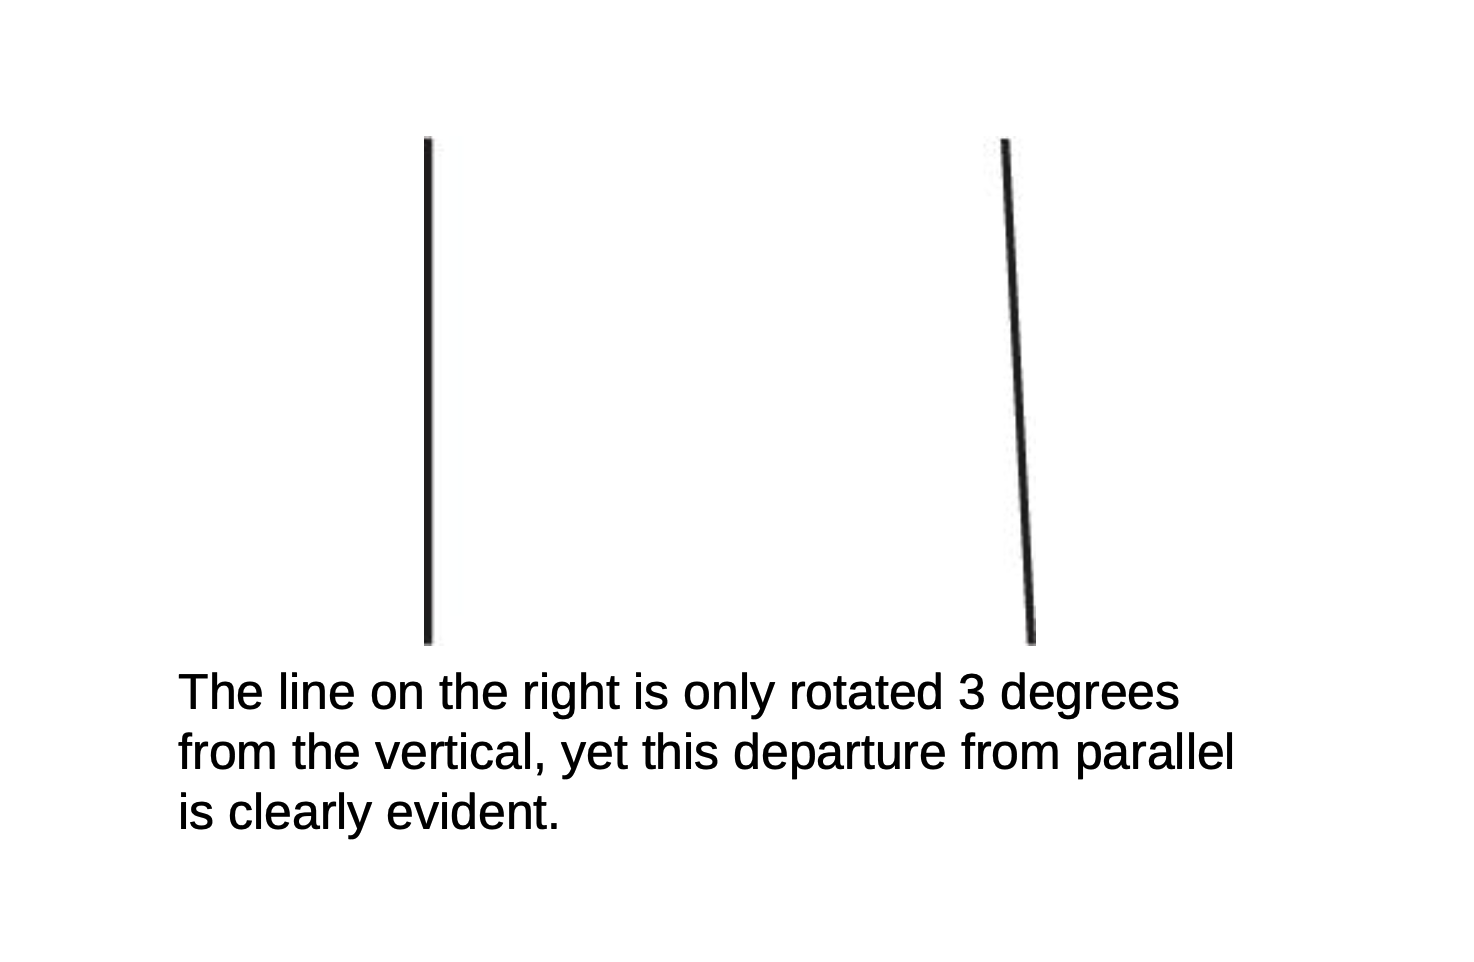 The line on the right is only rotated 3 degrees
from the vertical, yet this departure from parallel
is clearly evident.